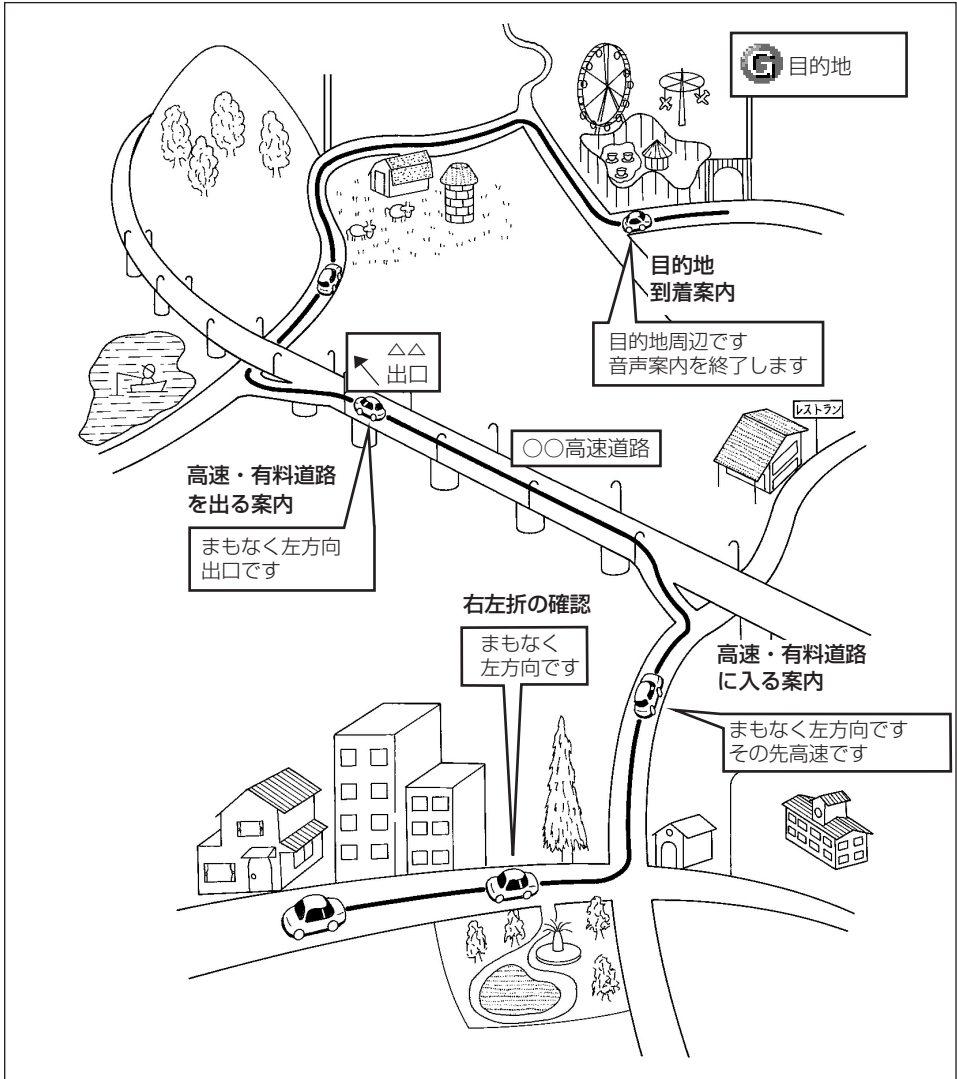 G 目的地
目的地
到着案内
目的地周辺です
音声案内を終了します
△△
出口
レストラン
○○高速道路
高速・有料道路
を出る案内
まもなく左方向
出口です
右左折の確認
まもなく
左方向です
高速・有料道路
に入る案内
まもなく左方向です
その先高速です